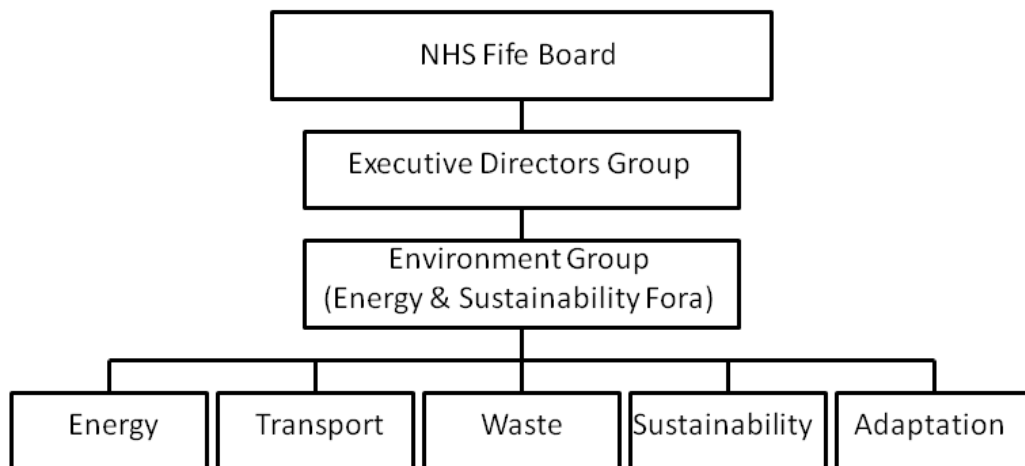 NHS Fife Board
Executive Directors Group
Environment Group
(Energy & Sustainability Fora)
Energy
Transport
Waste
Sustainability
Adaptation